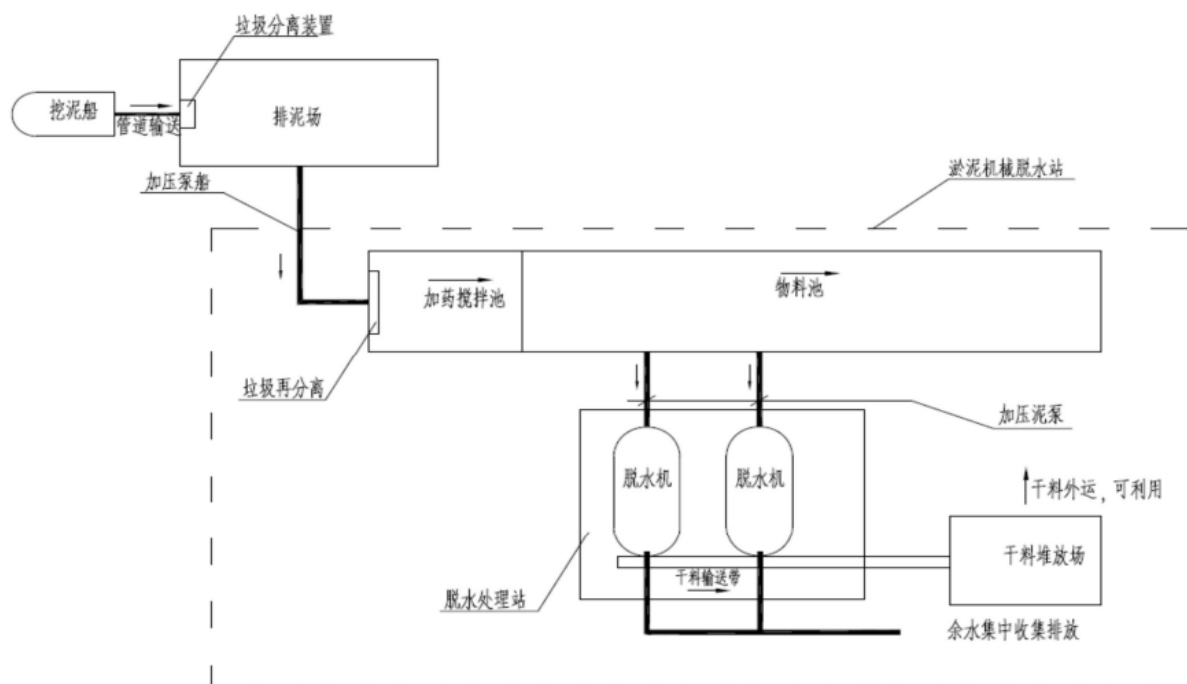 垃圾分离装置
挖泥船
管道输送
排泥场
加压泵船
淤泥机械脱水站
加药搅拌池
物料池
垃圾再分离
加压泥泵
脱水机
脱水机
干料外运，可利用
干料输送带
干料堆放场
脱水处理站
余水集中收集排放